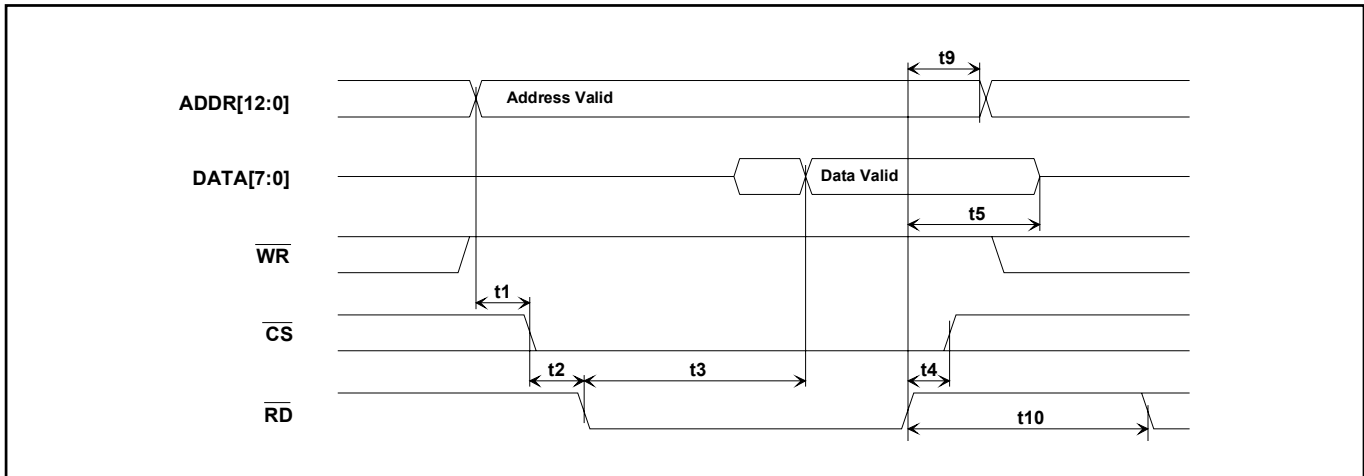 t9
ADDR[12:0]
Address Valid
DATA[7:0]
Data Valid
t5
WR
t1
CS
t2
t3
t4
RD
t10